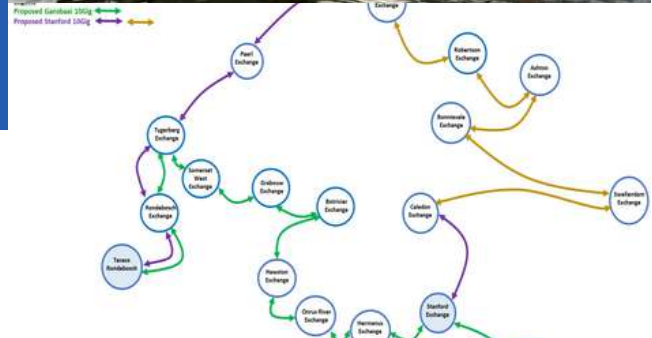 Proposed Gansbaai 10Gig
Proposed Stanford 10Gig
Exchange
Robertson
Exchange
Paarl
Exchange
Ashton
Exchange
Bonnievale
Exchange
Tygerberg
Exchange
Somerset
West
Exchange
Grabouw
Exchange
Botrivier
Exchange
Swellendam
Exchange
Rondebosch
Exchange
Caledon
Exchange
Teraco
Rondebosch
Hawston
Exchange
Onrus River
Exchange
Hermanus
Exchange
Stanford
Exchange